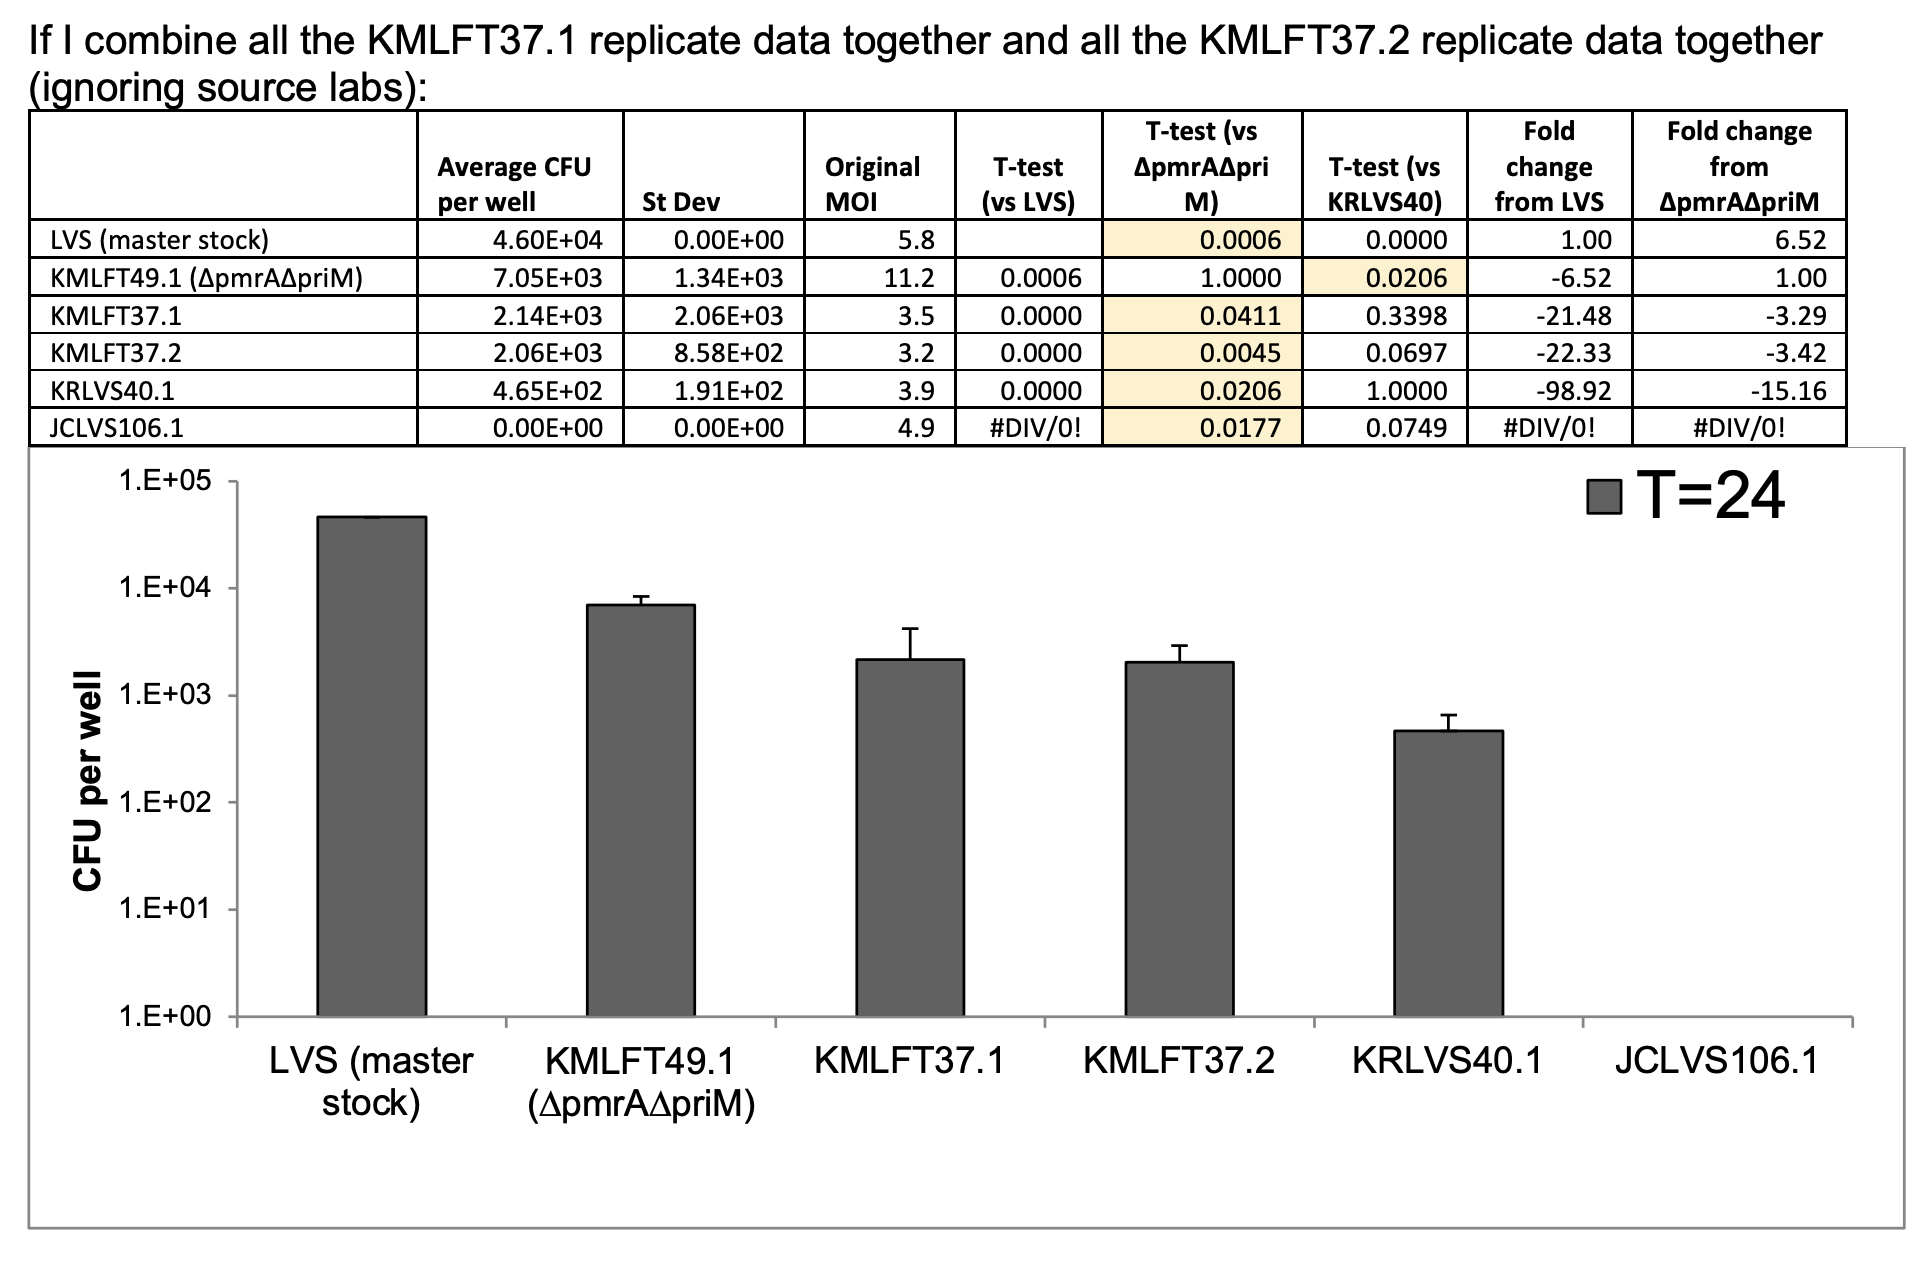 If I combine all the KMLFT37.1 replicate data together and all the KMLFT37.2 replicate data together
(ignoring source labs):
Average CFU per well St Dev Original MOI T-test (vs LVS) T-test (vs ΔpmrAΔpri M) T-test (vs KRLVS40) Fold change from LVS Fold change from ΔpmrAΔpriM
LVS (master stock) 4.60E+04 0.00E+00 5.8 0.0006 0.0000 1.00 6.52
KMLFT49.1 (ΔpmrAΔpriM) 7.05E+03 1.34E+03 11.2 0.0006 1.0000 0.0206 -6.52 1.00
KMLFT37.1 2.14E+03 2.06E+03 3.5 0.0000 0.0411 0.3398 -21.48 -3.29
KMLFT37.2 2.06E+03 8.58E+02 3.2 0.0000 0.0045 0.0697 -22.33 -3.42
KRLVS40.1 4.65E+02 1.91E+02 3.9 0.0000 0.0206 1.0000 -98.92 -15.16
JCLVS106.1 0.00E+00 0.00E+00 4.9 #DIV/0! 0.0177 0.0749 #DIV/0! #DIV/0!
T=24
CFU per well
1.E+05
1.E+04
1.E+03
1.E+02
1.E+01
1.E+00
LVS (master
stock)
KMLFT49.1
(ΔpmrAΔpriM)
KMLFT37.1
KMLFT37.2
KRLVS40.1
JCLVS106.1